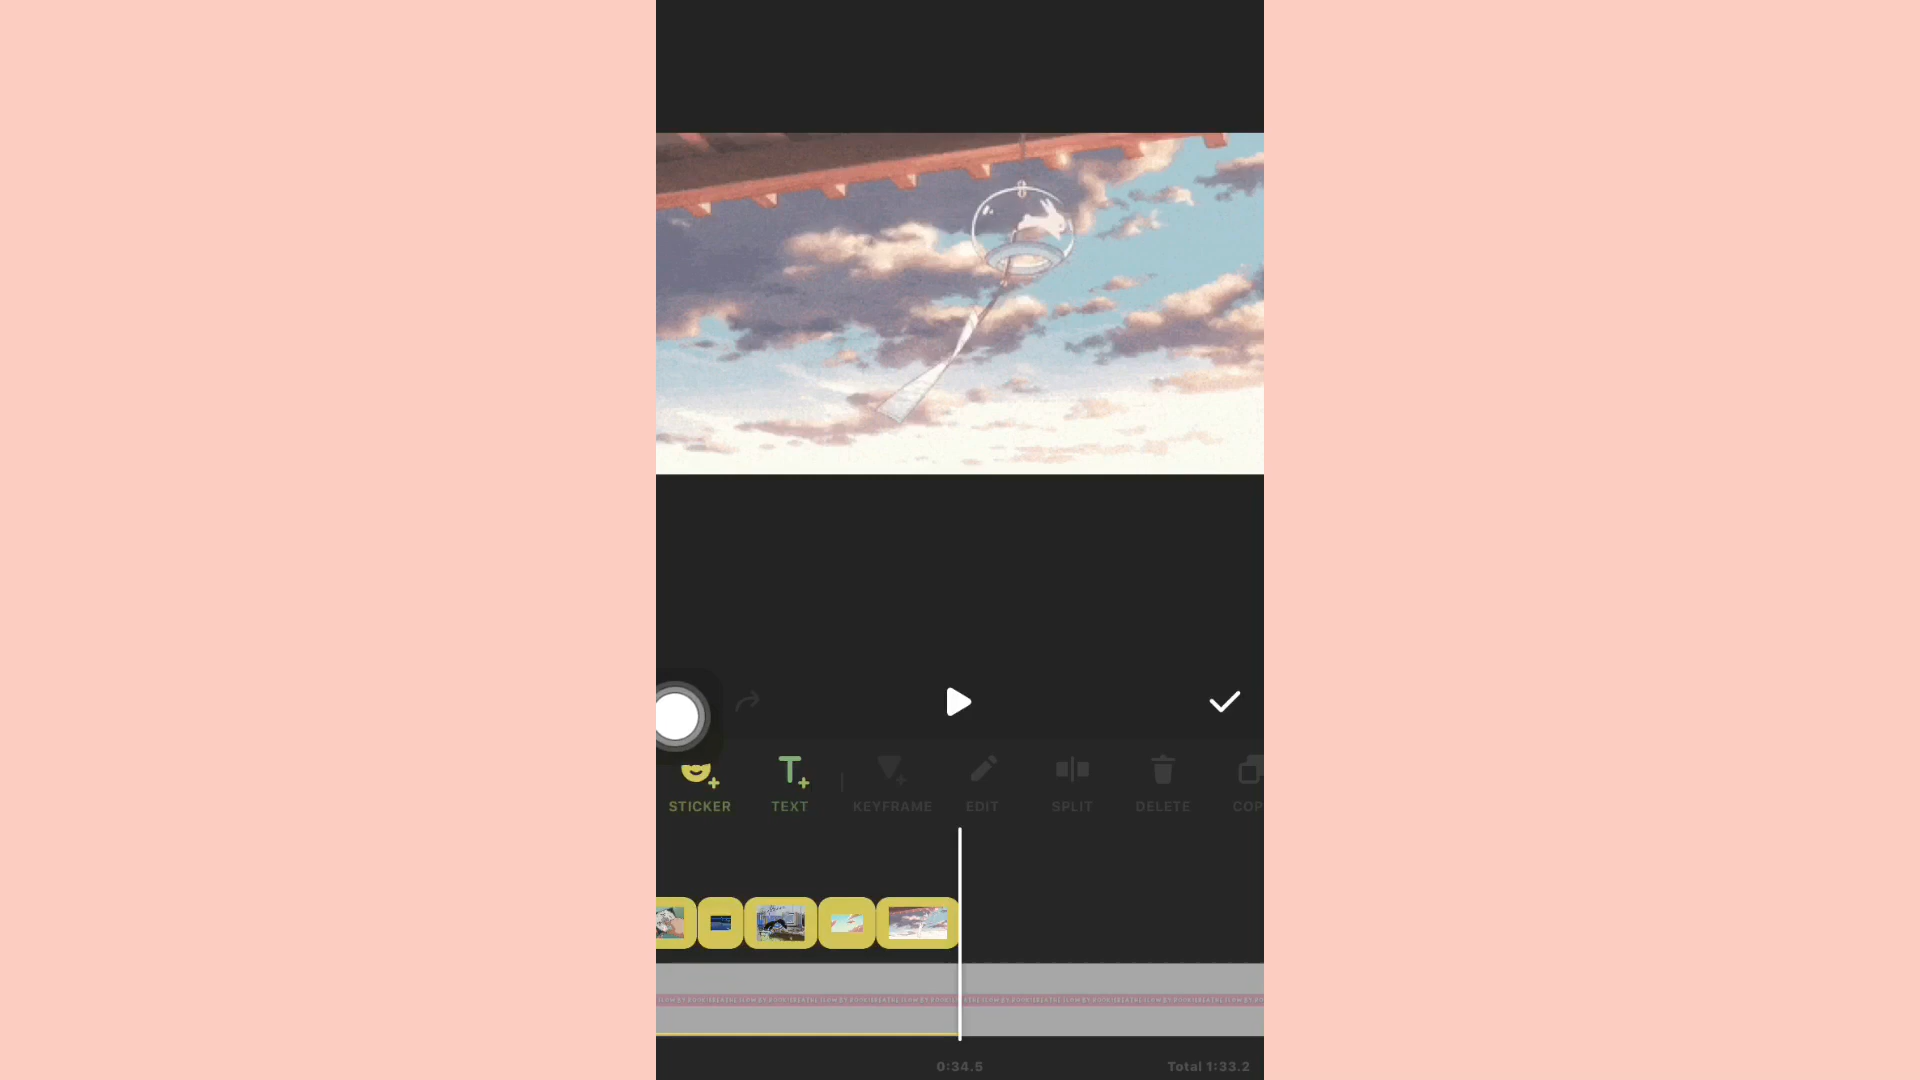 STICKER
TEXT
KEYFRAME
EDIT
SPLIT
DELETE
COP
0:34.5
Total 1:33.2